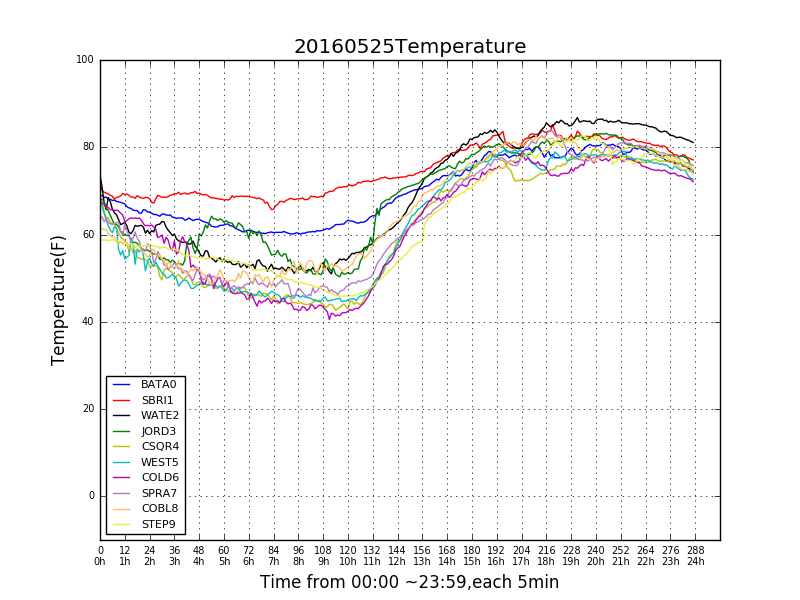 20160525Temperature
100
80
60
40
20
0
Temperature(F)
BATA0
SBRI1
WATE2
JORD3
CSQR4
WEST5
COLD6
SPRA7
COBL8
STEP9
0 12 24 36 48 60 72 84 96 108 120 132 144 156 168 180 192 204 216 228 240 252 264 276 288
0h 1h 2h 3h 4h 5h 6h 7h 8h 9h 10h 11h 12h 13h 14h 15h 16h 17h 18h 19h 20h 21h 22h 23h 24h
Time from 00:00 ~23:59,each 5min